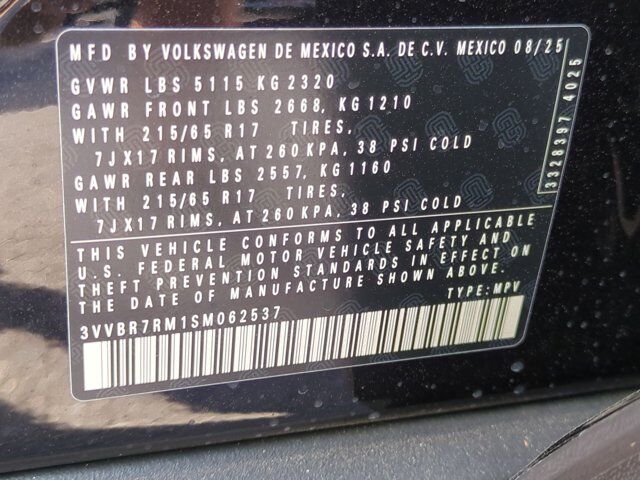 MFD BY VOLKSWAGEN DE MEXICO S.A. DE C.V. MEXICO 08/25
GVWR LBS 5115 KG 2320
GAWR FRONT LBS 2668, KG 1210
WITH 215/65 R17 TIRES,
7JX17 RIMS, AT 260 KPA, 38 PSI COLD
GAWR REAR LBS 2557, KG 1160
WITH 215/65 R17 TIRES,
7JX17 RIMS, AT 260 KPA, 38 PSI COLD
THIS VEHICLE CONFORMS TO ALL APPLICABLE
U.S. FEDERAL MOTOR VEHICLE SAFETY AND
THEFT PREVENTION STANDARDS IN EFFECT ON
THE DATE OF MANUFACTURE SHOWN ABOVE.
3VVBR7RM1SM062537 TYPE: MPV
3328397 4025